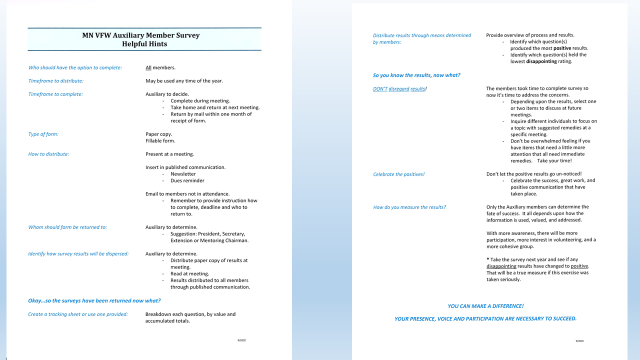 MN VFW Auxiliary Member Survey
Helpful Hints
Who should have the option to complete:
All members.
Timeframe to distribute:
May be used any time of the year.
Timeframe to complete:
Auxiliary to decide.
- Complete during meeting.
- Take home and return at next meeting.
- Return by mail within one month of
receipt of form.
Type of form:
Paper copy.
Fillable form.
How to distribute:
Present at a meeting.
Insert in published communication.
- Newsletter
- Dues reminder
Email to members not in attendance.
- Remember to provide instruction how
to complete, deadline and who to
return to.
Whom should form be returned to:
Auxiliary to determine.
- Suggestion: President, Secretary,
Extension or Mentoring Chairman.
Identify how survey results will be dispersed:
Auxiliary to determine.
- Distribute paper copy of results at
meeting.
- Read at meeting.
- Results distributed to all members
through published communication.
Okay...so the surveys have been returned now what?
Create a tracking sheet or use one provided:
Breakdown each question, by value and
accumulated totals.
Distribute results through means determined
by members:
Provide overview of process and results.
- Identify which question(s)
produced the most positive results.
- Identify which question(s) held the
lowest disappointing rating.
So you know the results, now what?
DON'T disregard results!
The members took time to complete survey so
now it's time to address the concerns.
- Depending upon the results, select one
or two items to discuss at future
meetings.
- Inquire different individuals to focus on
a topic with suggested remedies at a
specific meeting.
- Don't be overwhelmed feeling if you
have items that need a little more
attention that all need immediate
remedies. Take your time!
Celebrate the positives!
Don't let the positive results go un-noticed!
- Celebrate the success, great work, and
positive communication that have
taken place.
How do you measure the results?
Only the Auxiliary members can determine the
fate of success. It all depends upon how the
information is used, valued, and addressed.
With more awareness, there will be more
participation, more interest in volunteering, and a
more cohesive group.
* Take the survey next year and see if any
disappointing results have changed to positive.
That will be a true measure if this exercise was
taken seriously.
YOU CAN MAKE A DIFFERENCE!
YOUR PRESENCE, VOICE AND PARTICIPATION ARE NECESSARY TO SUCCEED.